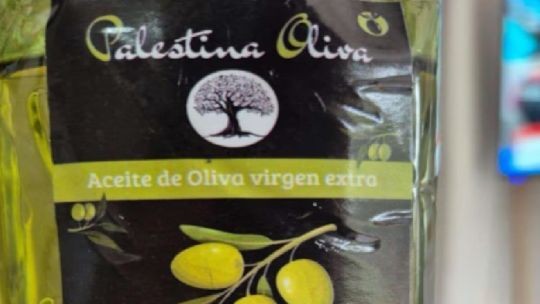 Palestina Oliva
Aceite de Oliva virgen extra